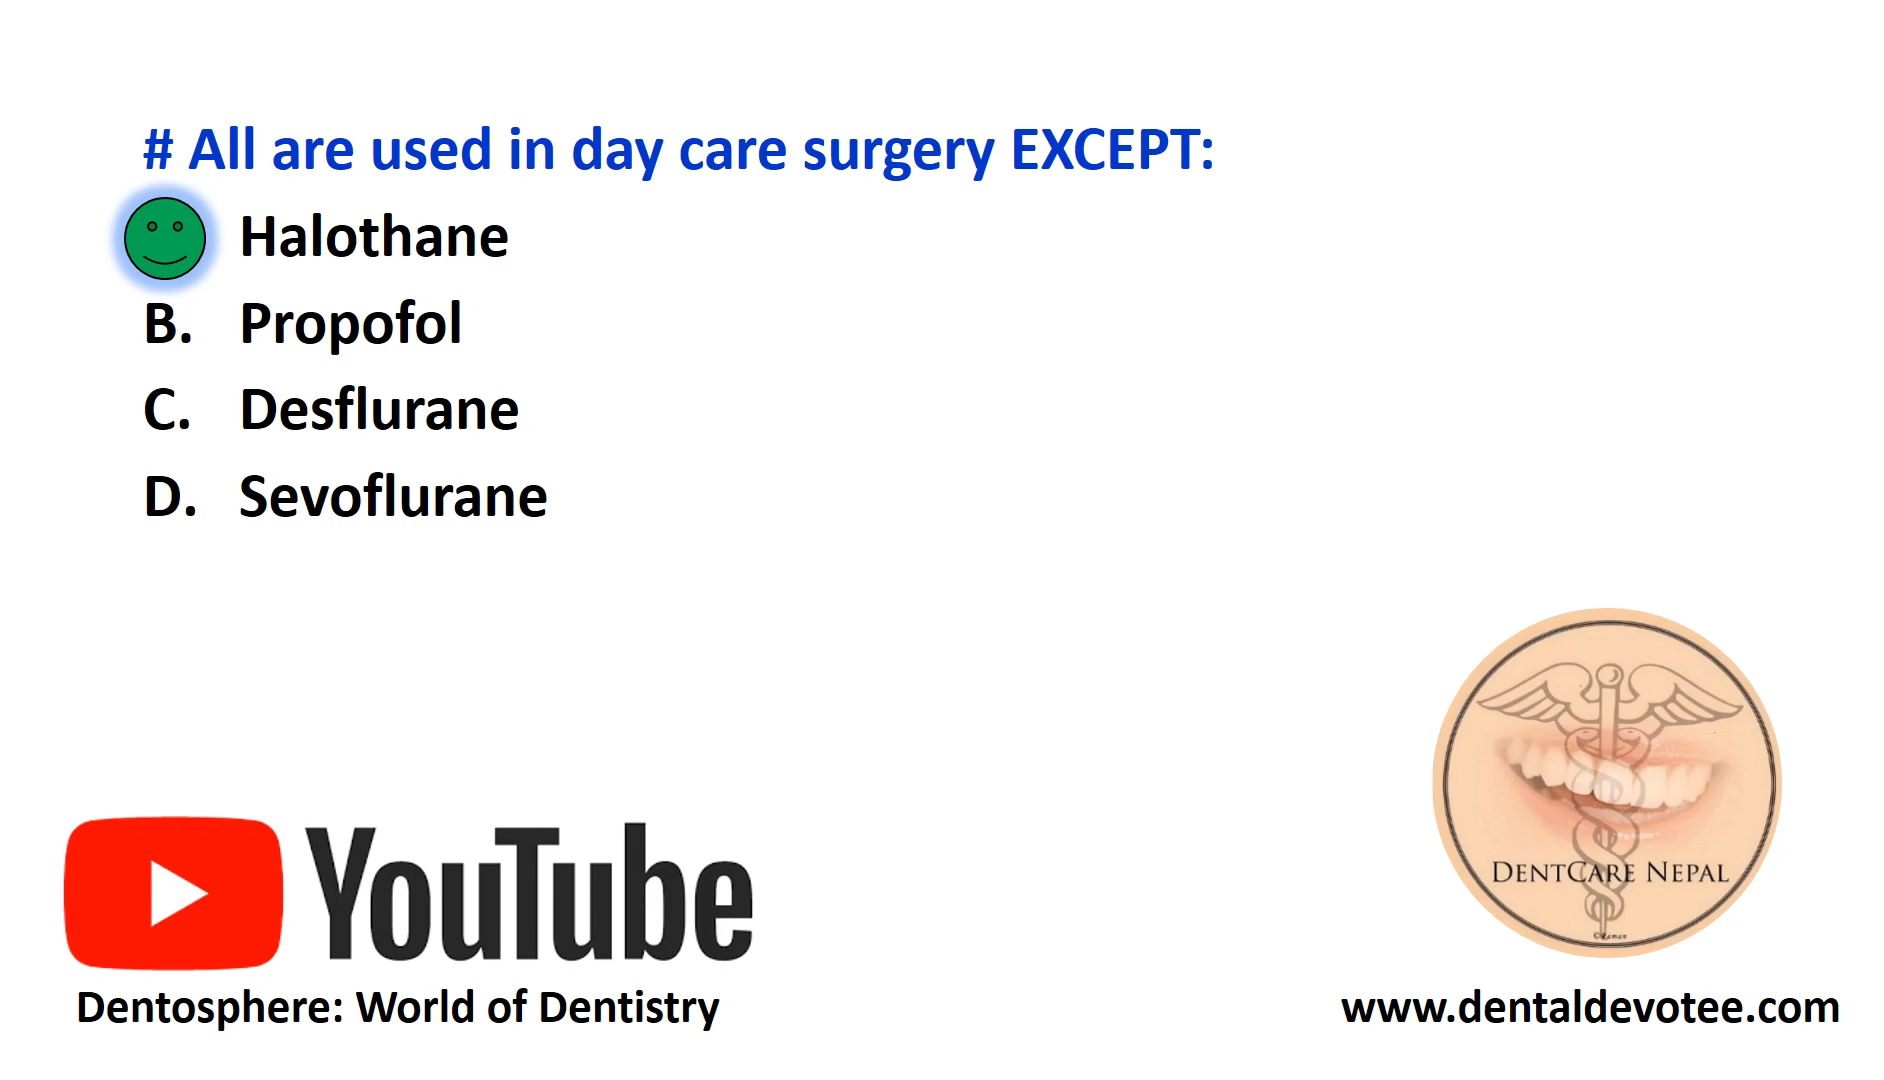 # All are used in day care surgery EXCEPT:
Halothane
B. Propofol
C. Desflurane
D. Sevoflurane
DENTCARE NEPAL
YouTube
Dentosphere: World of Dentistry
www.dentaldevotee.com